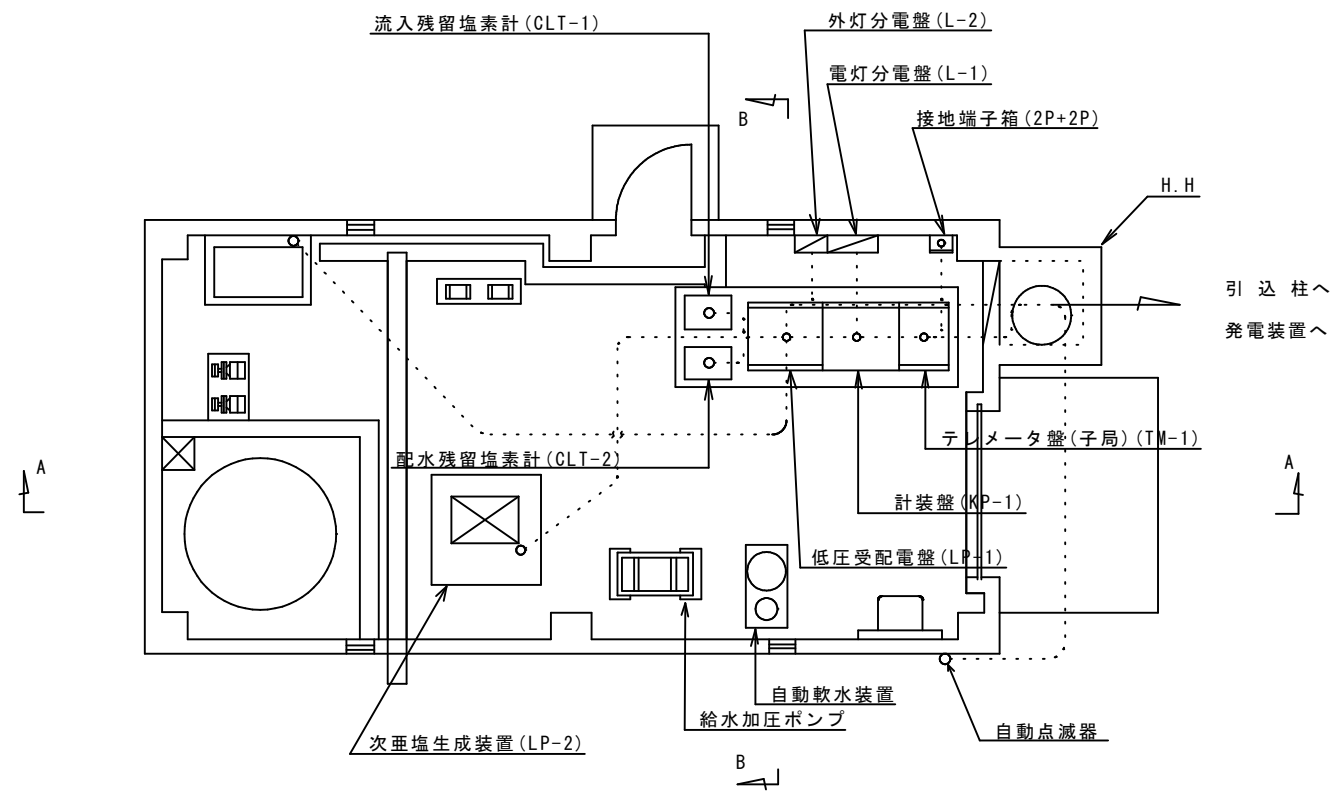 流入残留塩素計(CLT-1)
外灯分電盤(L-2)
電灯分電盤(L-1)
接地端子箱(2P+2P)
B
H.H
引込柱へ
発電装置へ
テレメータ盤(子局)(TM-1)
配水残留塩素計(CLT-2)
A
A
計装盤(KP-1)
低圧受配電盤(LP-1)
自動軟水装置
給水加圧ポンプ
自動点滅器
次亜塩生成装置(LP-2)
B